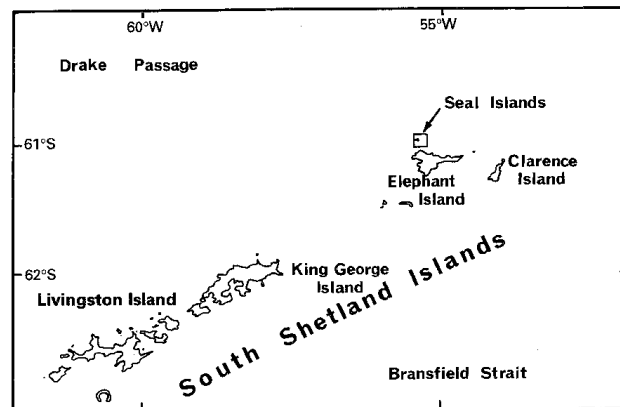 60°W
55°W
Drake Passage
Seal Islands
61°S
Clarence
Island
Elephant
Island
62°S
King George
Island
Livingston Island
South Shetland Islands
Bransfield Strait